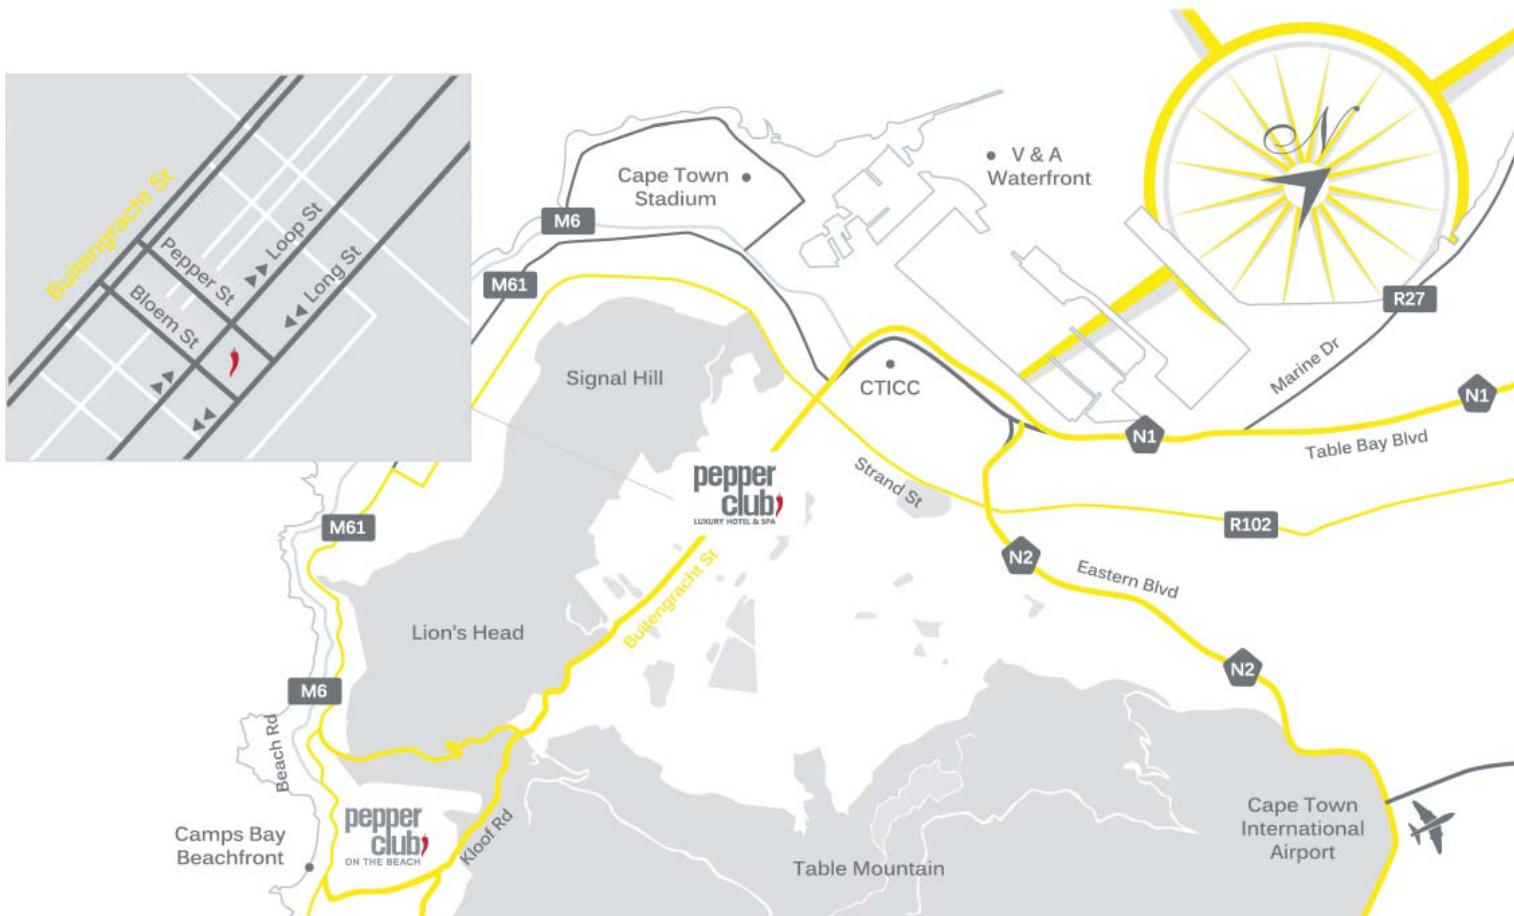 Buitengracht St
Pepper St
Bloem St
Loop St
Long St
Cape Town
Stadium
M6
M61
V & A
Waterfront
N
R27
Marine Dr
N1
Signal Hill
CTICC
N1
Table Bay Blvd
pepper
club
LUXURY HOTEL & SPA
Strand St
R102
M61
N2
Eastern Blvd
Buitengracht St
Lion's Head
N2
M6
Beach Rd
pepper
club
ON THE BEACH
Kloof Rd
Camps Bay
Beachfront
Table Mountain
Cape Town
International
Airport